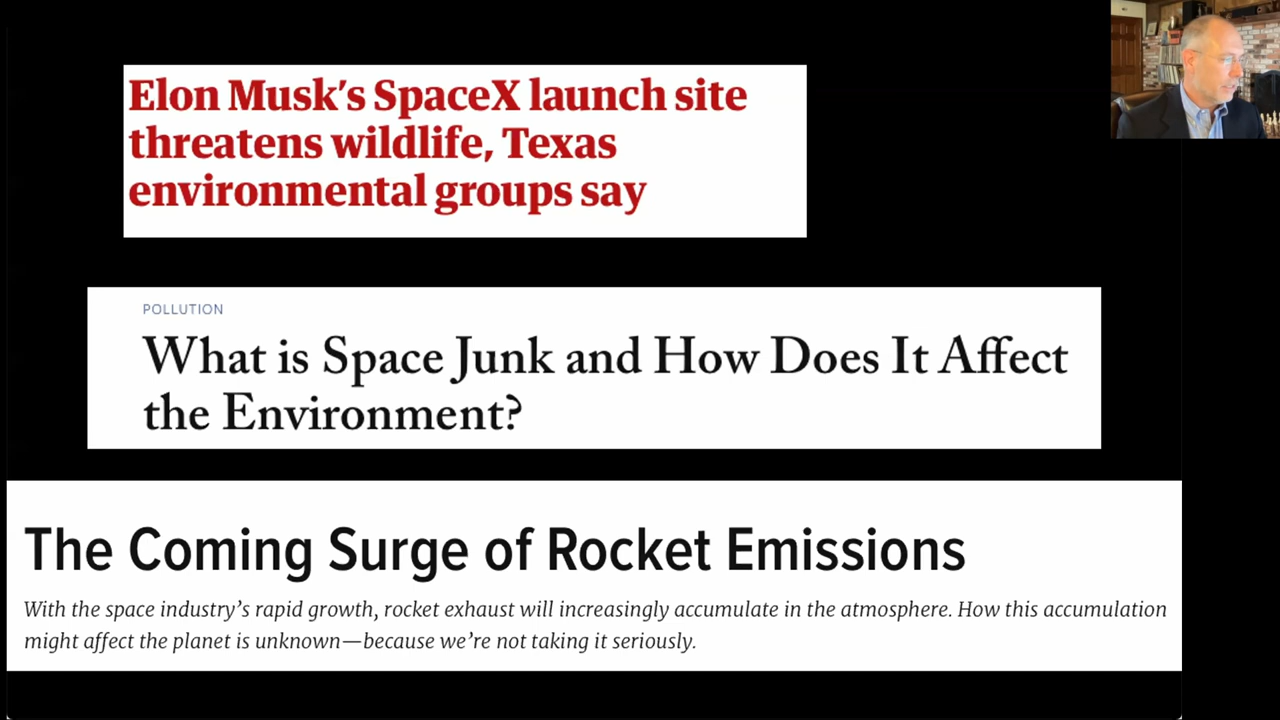 Elon Musk's SpaceX launch site
threatens wildlife, Texas
environmental groups say
POLLUTION
What is Space Junk and How Does It Affect
the Environment?
The Coming Surge of Rocket Emissions
With the space industry's rapid growth, rocket exhaust will increasingly accumulate in the atmosphere. How this accumulation
might affect the planet is unknown—because we're not taking it seriously.